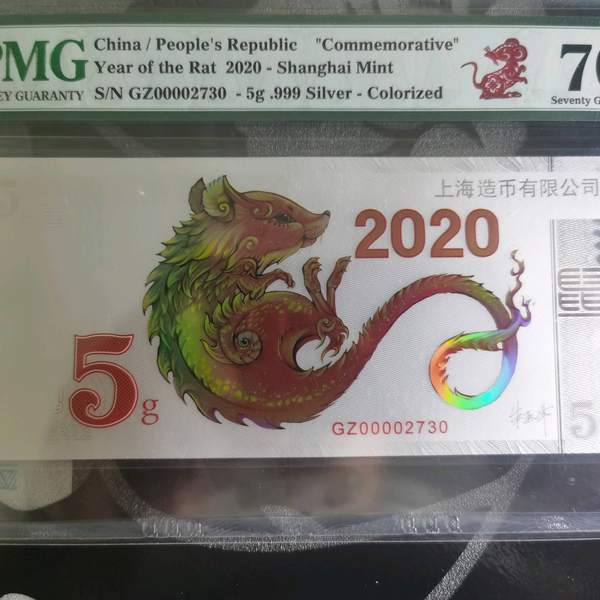 PMG China / People's Republic "Commemorative"
Year of the Rat 2020 - Shanghai Mint
EY GUARANTY S/N GZ00002730 - 5g .999 Silver - Colorized
70
Seventy G
上海造币有限公司
2020
5g
GZ00002730
5